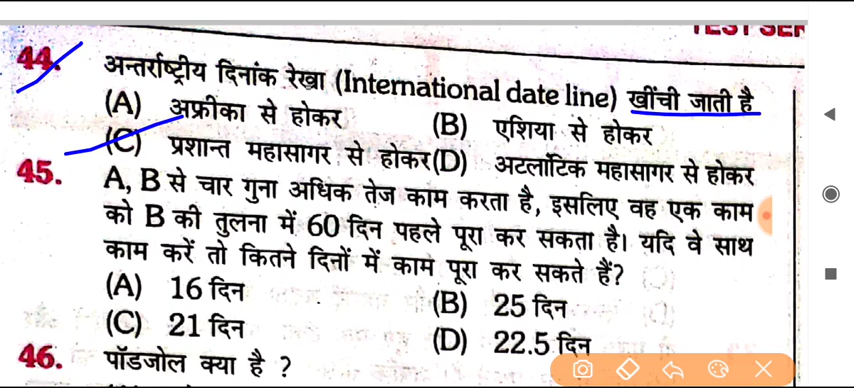 44. अन्तर्राष्ट्रीय दिनांक रेखा (International date line) खींची जाती है
(A) अफ्रीका से होकर (B) एशिया से होकर
(C) प्रशान्त महासागर से होकर (D) अटलांटिक महासागर से होकर
45. A, B से चार गुना अधिक तेज काम करता है, इसलिए वह एक काम
को B की तुलना में 60 दिन पहले पूरा कर सकता है। यदि वे साथ
काम करें तो कितने दिनों में काम पूरा कर सकते हैं?
(A) 16 दिन (B) 25 दिन
(C) 21 दिन (D) 22.5 दिन
46. पॉडजोल क्या है ?